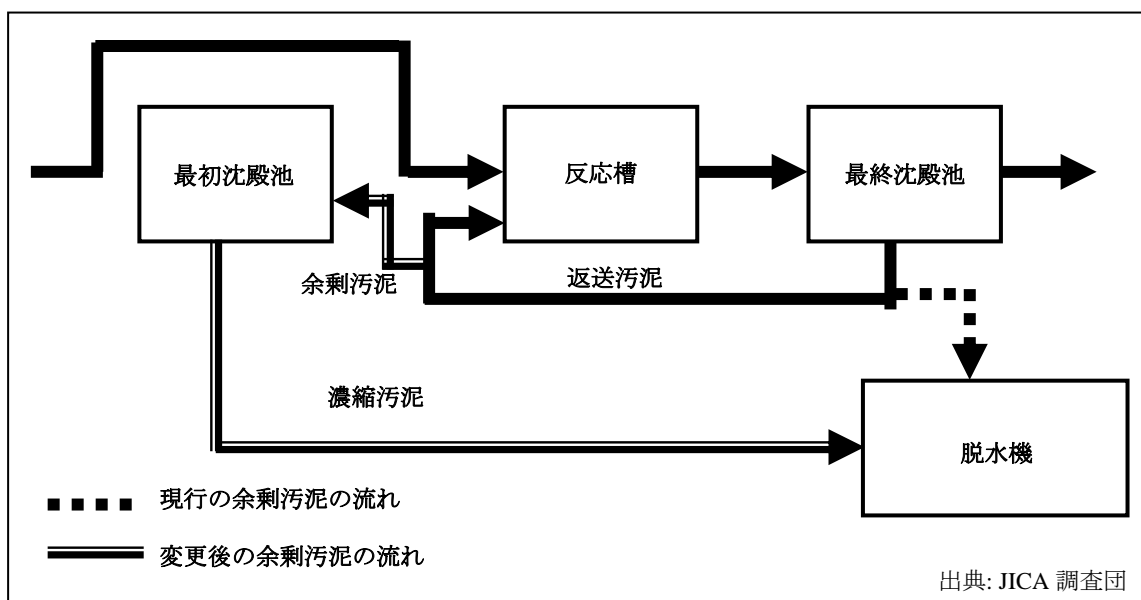 最初沈殿池
反応槽
最終沈殿池
余剰汚泥
返送汚泥
濃縮汚泥
脱水機
現行の余剰汚泥の流れ
変更後の余剰汚泥の流れ
出典: JICA 調査団